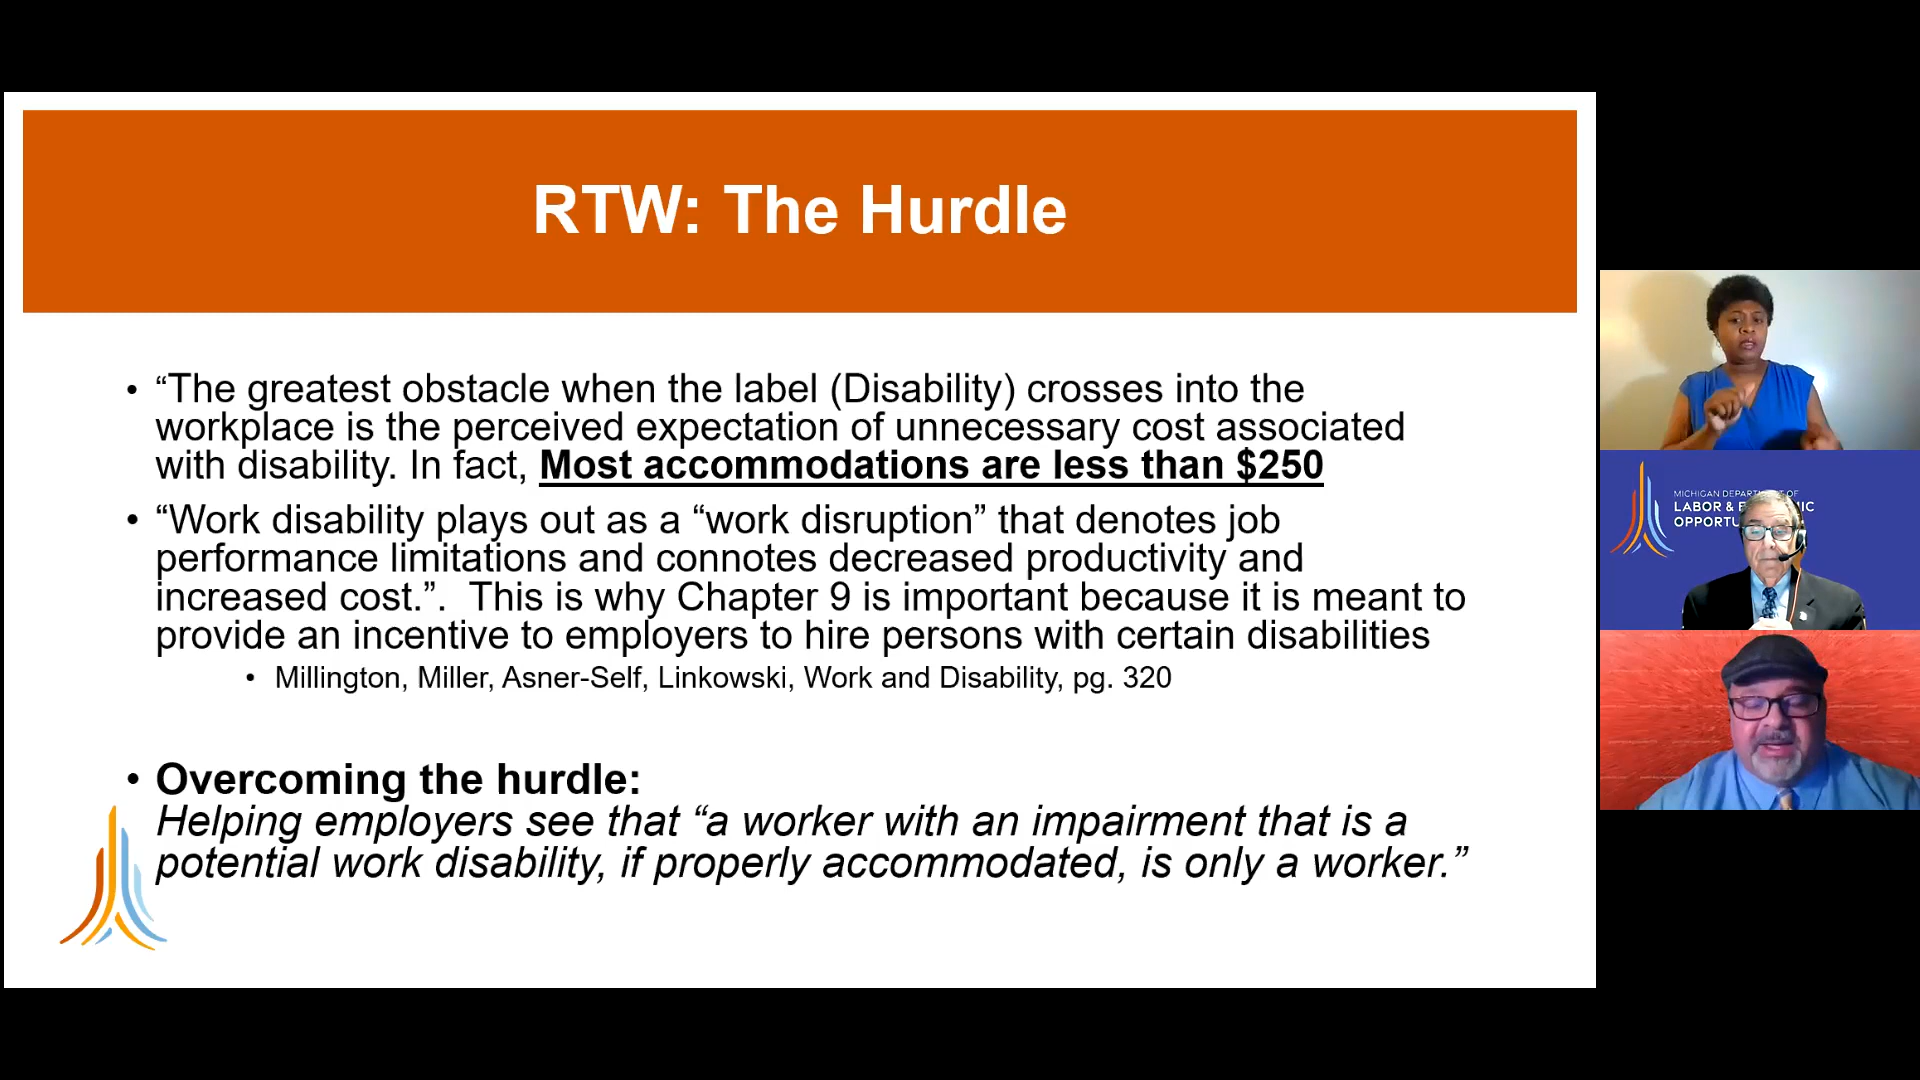 RTW: The Hurdle
• “The greatest obstacle when the label (Disability) crosses into the
workplace is the perceived expectation of unnecessary cost associated
with disability. In fact, Most accommodations are less than $250
• “Work disability plays out as a “work disruption” that denotes job
performance limitations and connotes decreased productivity and
increased cost.”.  This is why Chapter 9 is important because it is meant to
provide an incentive to employers to hire persons with certain disabilities
• Millington, Miller, Asner-Self, Linkowski, Work and Disability, pg. 320
• Overcoming the hurdle:
Helping employers see that “a worker with an impairment that is a
potential work disability, if properly accommodated, is only a worker.”
MICHIGAN OF
LABOR &